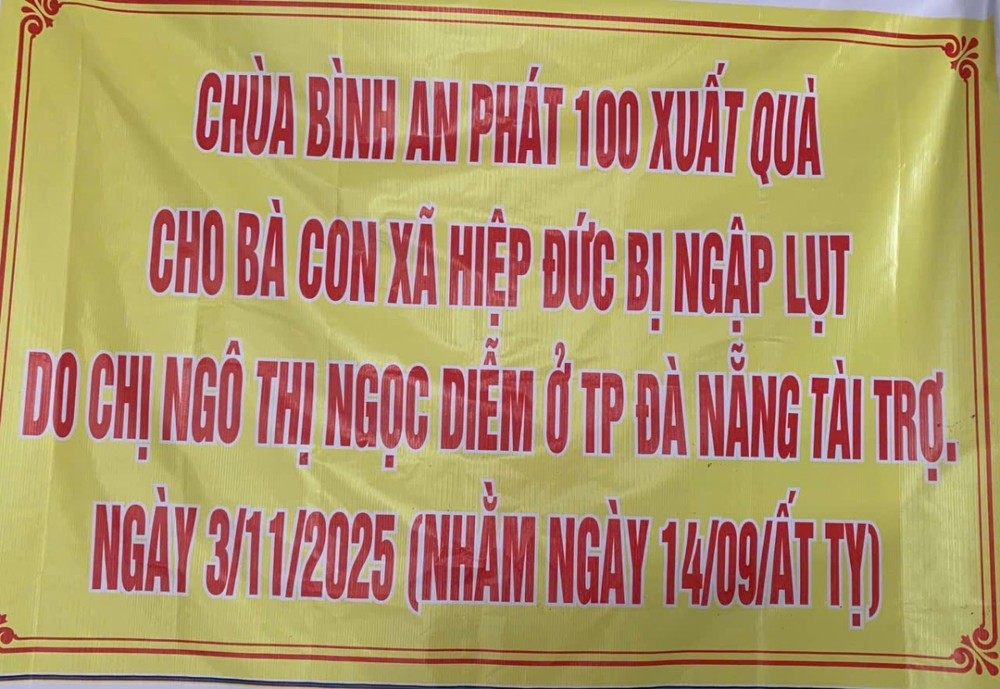 CHÙA BÌNH AN PHÁT 100 XUẤT QUÀ
CHO BÀ CON XÃ HIỆP ĐỨC BỊ NGẬP LỤT
DO CHỊ NGÔ THỊ NGỌC DIỄM Ở TP ĐÀ NẴNG TÀI TRỢ.
NGÀY 3/11/2025 (NHẰM NGÀY 14/09/ẤT TỴ)